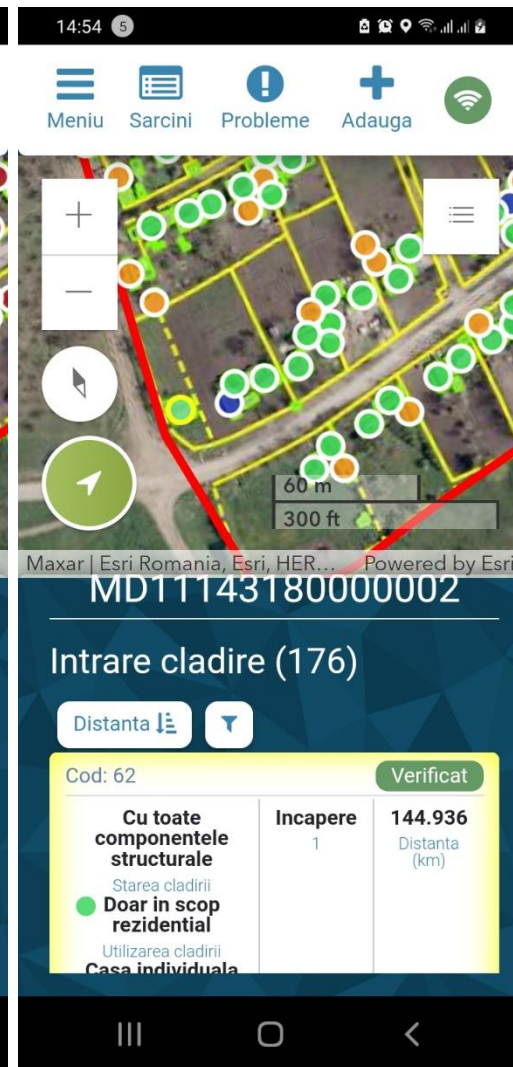 14:54 5
Meniu Sarcini Probleme Adauga
60 m
300 ft
Maxar | Esri Romania, Esri, HER... Powered by Esri
MD11143180000002
Intrare cladire (176)
Distanta
Cod: 62 Verificat
Cu toate
componentele
structurale
Starea cladirii
Doar in scop
rezidential
Utilizarea cladirii
Casa individuala
Incapere
1
144.936
Distanta
(km)